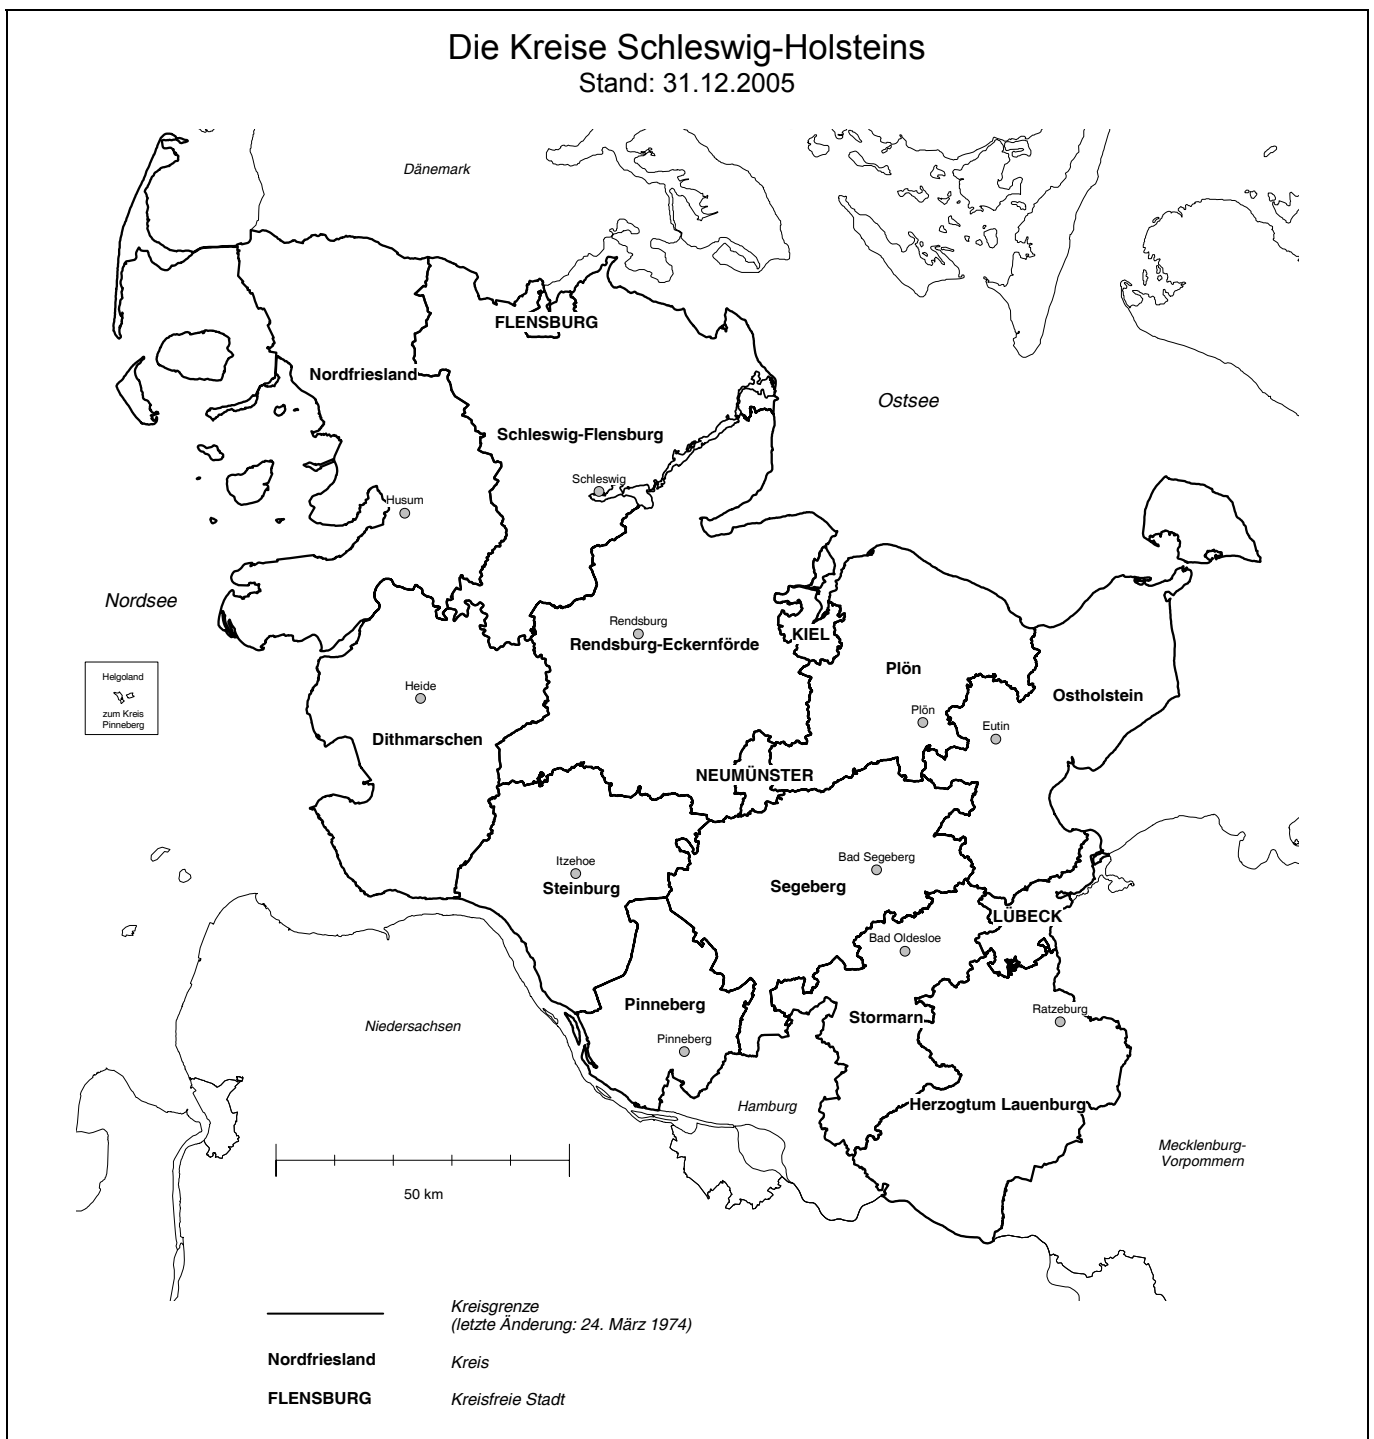 Die Kreise Schleswig-Holsteins
Stand: 31.12.2005
Dänemark
FLENSBURG
Nordfriesland
Ostsee
Schleswig-Flensburg
Schleswig
Husum
Nordsee
Rendsburg
KIEL
Rendsburg-Eckernförde
Plön
Helgoland
zum Kreis
Pinneberg
Heide
Ostholstein
Plön
Eutin
Dithmarschen
NEUMÜNSTER
Itzehoe
Steinburg
Bad Segeberg
Segeberg
LÜBECK
Bad Oldesloe
Pinneberg
Stormarn
Ratzeburg
Niedersachsen
Pinneberg
Hamburg
Herzogtum Lauenburg
Mecklenburg-
Vorpommern
50 km
Kreisgrenze
(letzte Änderung: 24. März 1974)
Nordfriesland Kreis
FLENSBURG Kreisfreie Stadt